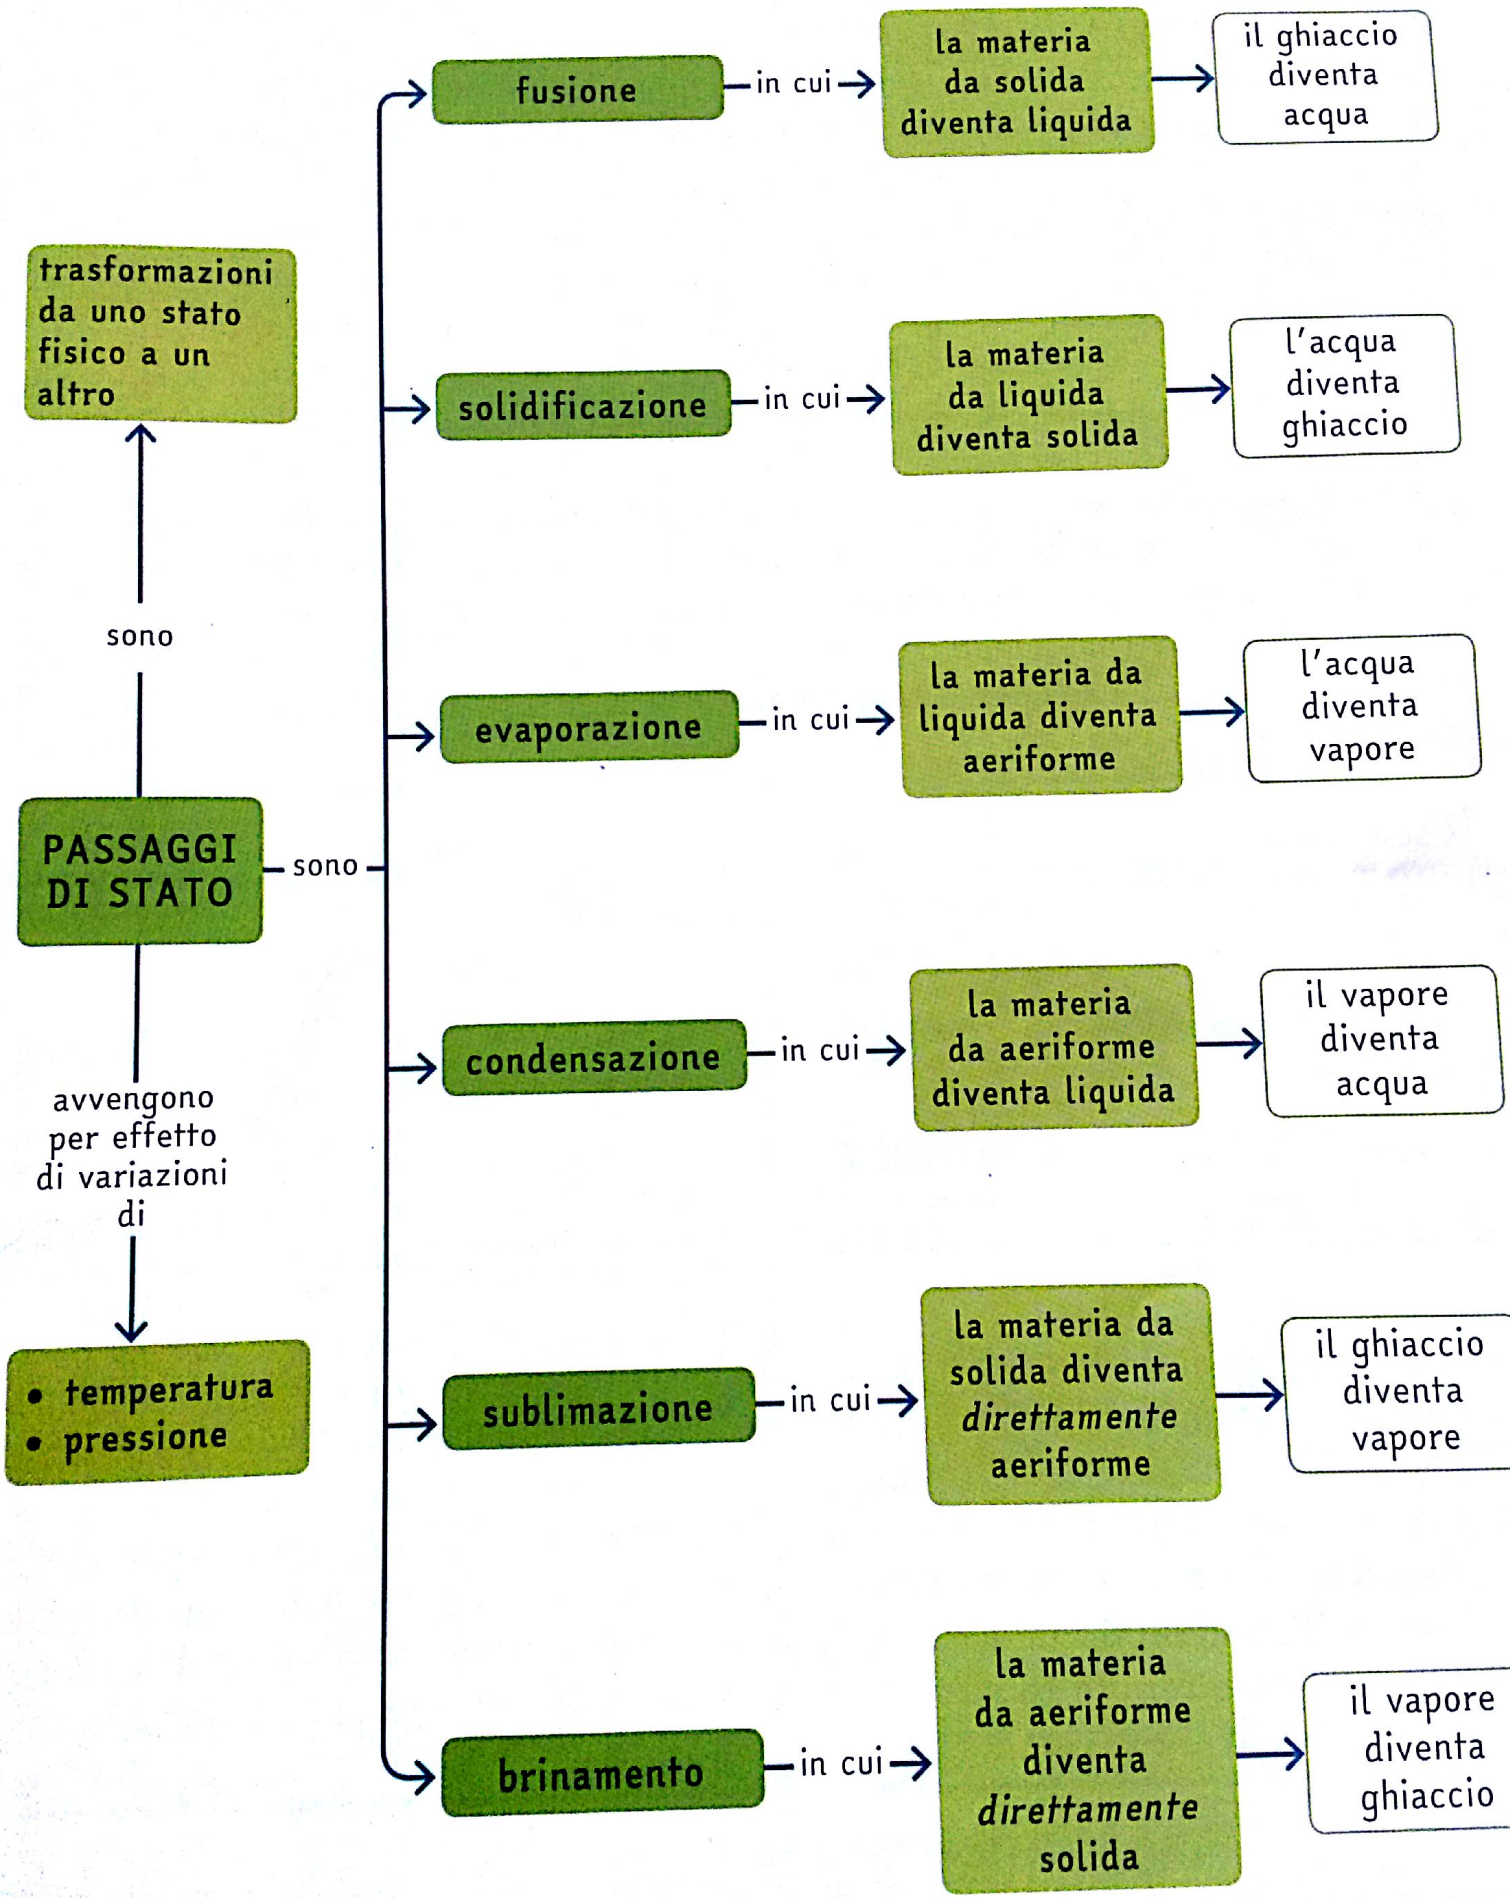 trasformazioni
da uno stato
fisico a un
altro
sono
PASSAGGI
DI STATO
sono
avvengono
per effetto
di variazioni
di
• temperatura
• pressione
fusione
in cui
la materia
da solida
diventa liquida
il ghiaccio
diventa
acqua
solidificazione
in cui
la materia
da liquida
diventa solida
l'acqua
diventa
ghiaccio
evaporazione
in cui
la materia da
liquida diventa
aeriforme
l'acqua
diventa
vapore
condensazione
in cui
la materia
da aeriforme
diventa liquida
il vapore
diventa
acqua
sublimazione
in cui
la materia da
solida diventa
direttamente
aeriforme
il ghiaccio
diventa
vapore
brinamento
in cui
la materia
da aeriforme
diventa
direttamente
solida
il vapore
diventa
ghiaccio